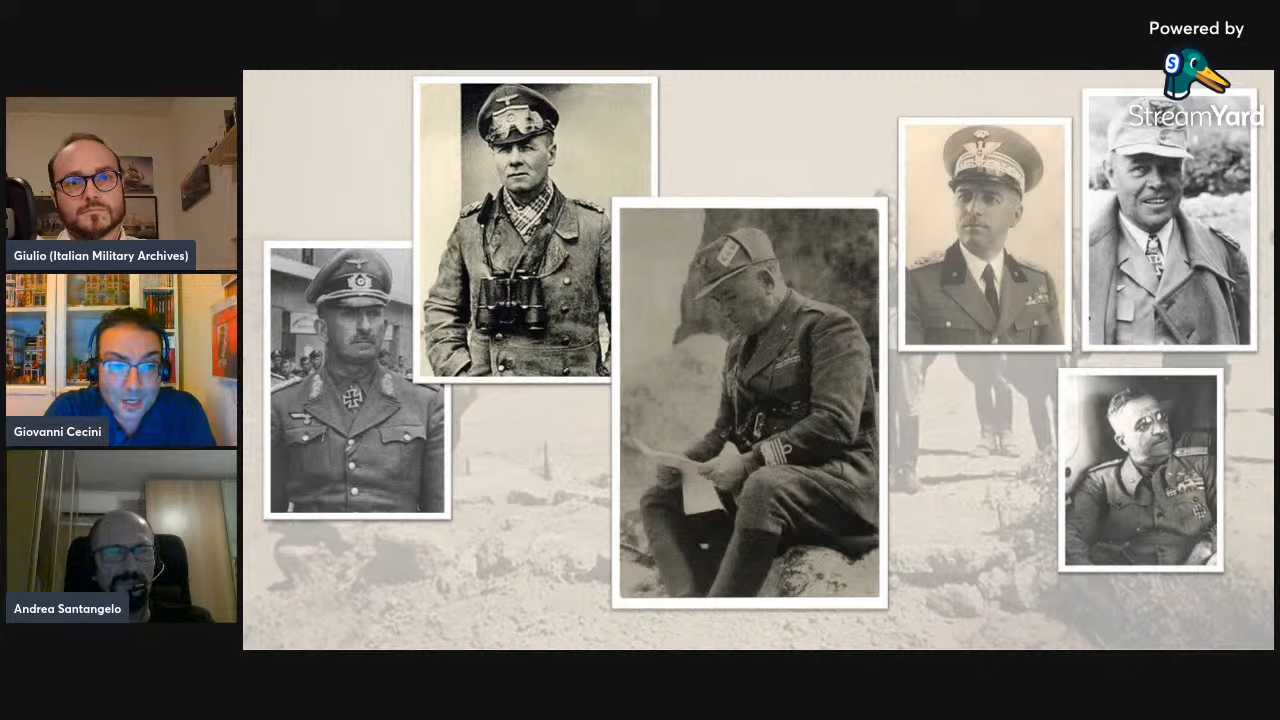 Powered by
StreamYard
Giulio (Italian Military Archives)
Giovanni Cecini
Andrea Santangelo